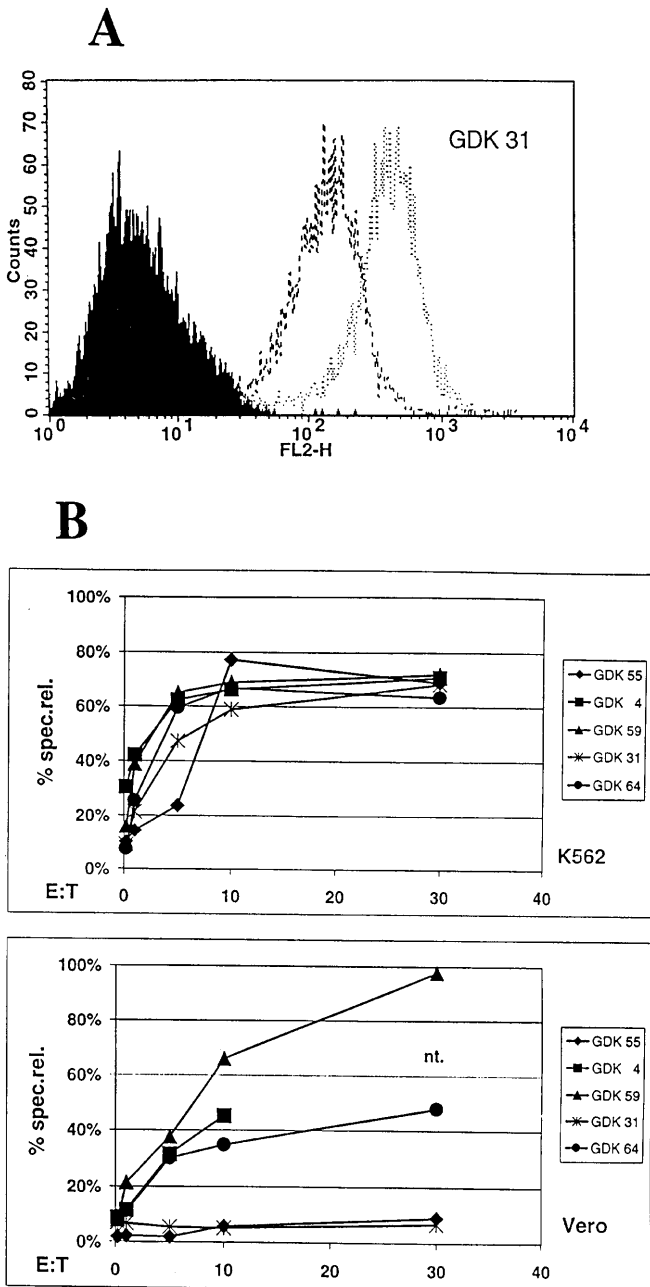 A
80
70
60
50
40
30
20
10
0
Counts
GDK 31
10^0 10^1 10^2 10^3 10^4
FL2-H
B
100%
80%
60%
40%
20%
0%
% spec.rel.
E:T 0 10 20 30 40
GDK 55
GDK 4
GDK 59
GDK 31
GDK 64
K562
100%
80%
60%
40%
20%
0%
% spec.rel.
nt.
E:T 0 10 20 30 40
GDK 55
GDK 4
GDK 59
GDK 31
GDK 64
Vero